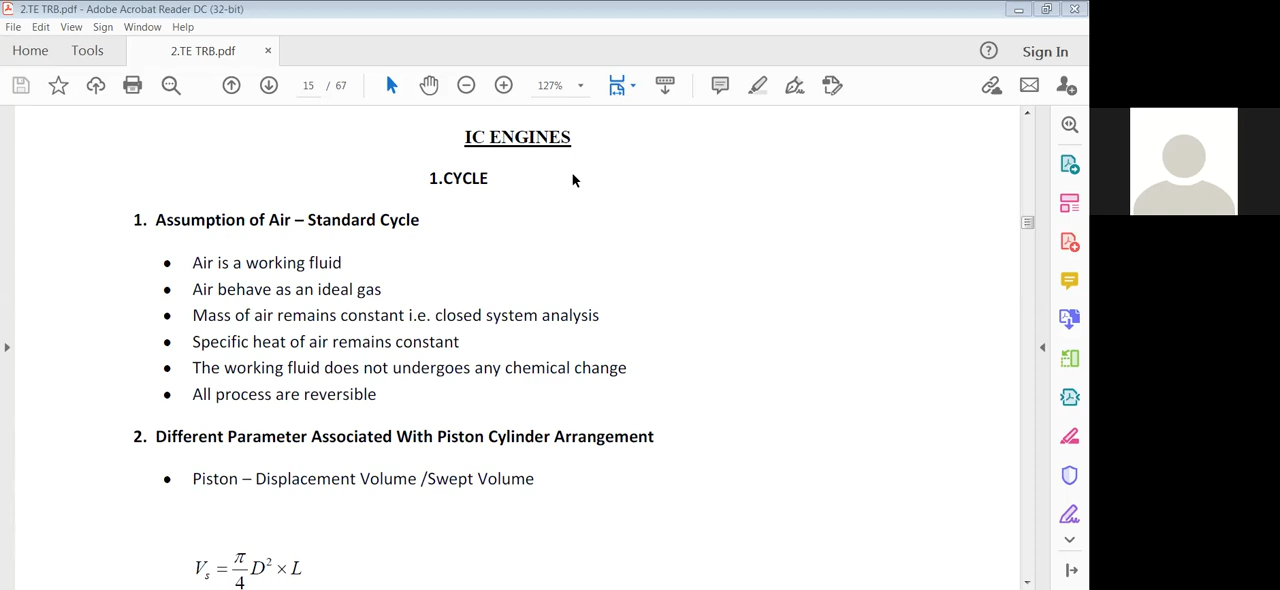 2.TE TRB.pdf - Adobe Acrobat Reader DC (32-bit)
File Edit View Sign Window Help
Home Tools 2.TE TRB.pdf × Sign In
15 / 67 127%
IC ENGINES
1.CYCLE
1. Assumption of Air – Standard Cycle
• Air is a working fluid
• Air behave as an ideal gas
• Mass of air remains constant i.e. closed system analysis
• Specific heat of air remains constant
• The working fluid does not undergoes any chemical change
• All process are reversible
2. Different Parameter Associated With Piston Cylinder Arrangement
• Piston – Displacement Volume /Swept Volume
Vₛ = π/4 D² × L